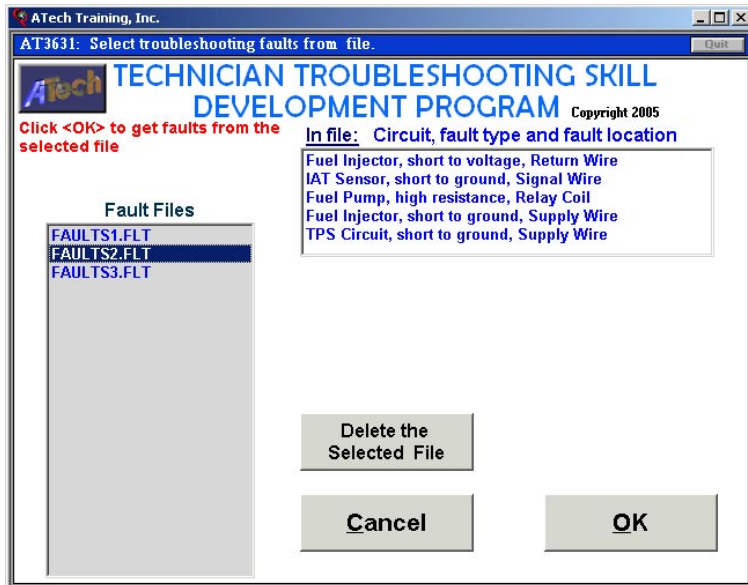 ATech Training, Inc.
AT3631: Select troubleshooting faults from file.
Quit
ATech
TECHNICIAN TROUBLESHOOTING SKILL
DEVELOPMENT PROGRAM Copyright 2005
Click <OK> to get faults from the
selected file
In file: Circuit, fault type and fault location
Fuel Injector, short to voltage, Return Wire
IAT Sensor, short to ground, Signal Wire
Fuel Pump, high resistance, Relay Coil
Fuel Injector, short to ground, Supply Wire
TPS Circuit, short to ground, Supply Wire
Fault Files
FAULTS1.FLT
FAULTS2.FLT
FAULTS3.FLT
Delete the
Selected File
Cancel
OK